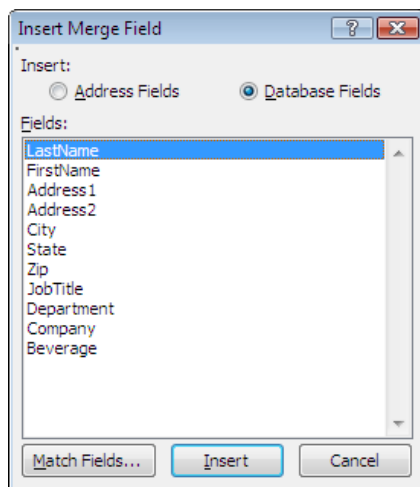 Insert Merge Field
Insert:
Address Fields Database Fields
Fields:
LastName
FirstName
Address1
Address2
City
State
Zip
JobTitle
Department
Company
Beverage
Match Fields... Insert Cancel